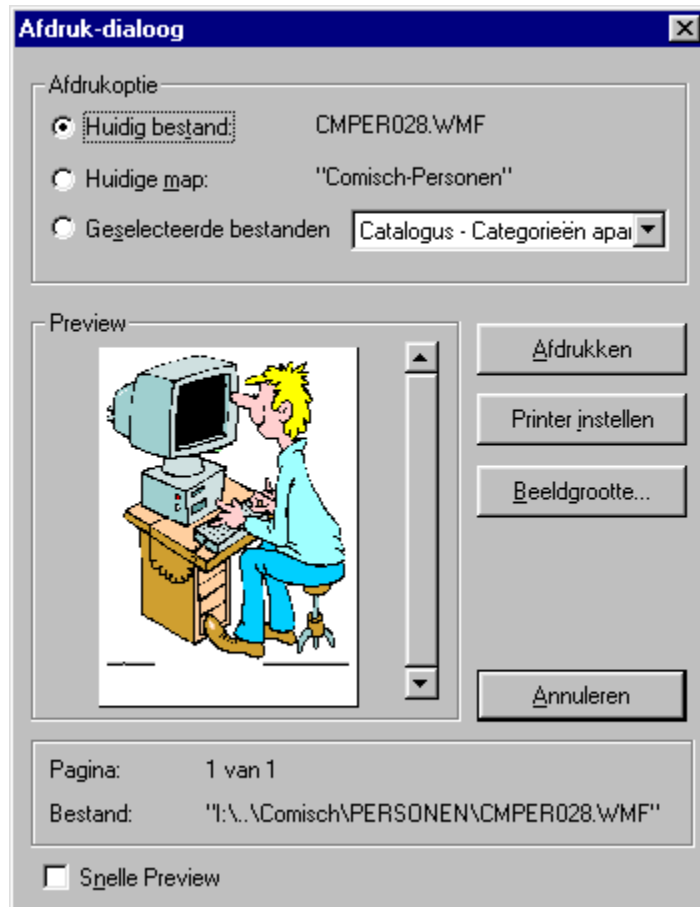 Afdruk-dialoog
Afdrukoptie
Huidig bestand: CMPER028.WMF
Huidige map: "Comisch-Personen"
Geselecteerde bestanden Catalogus - Categorieën apar
Preview
Afdrukken
Printer instellen
Beeldgrootte...
Annuleren
Pagina: 1 van 1
Bestand: "I:\..\Comisch\PERSONEN\CMPER028.WMF"
Snelle Preview